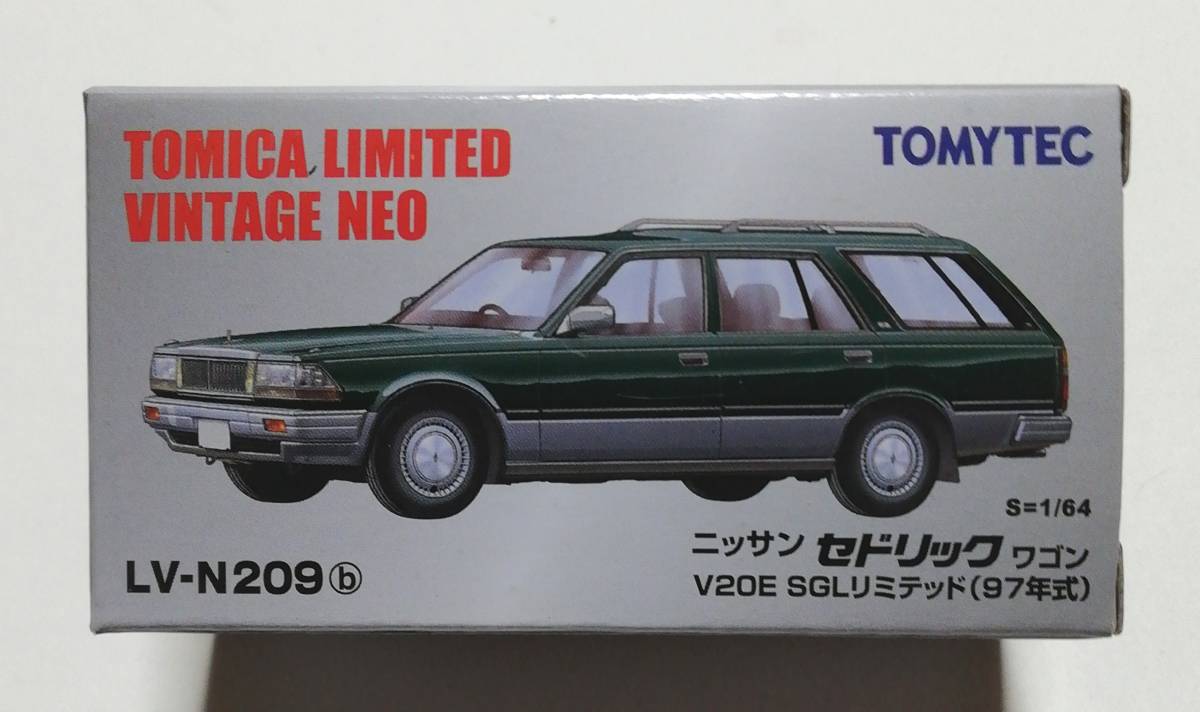 TOMICA LIMITED
VINTAGE NEO
TOMYTEC
S=1/64
LV-N209ⓑ
ニッサン セドリック ワゴン
V20E SGLリミテッド(97年式)